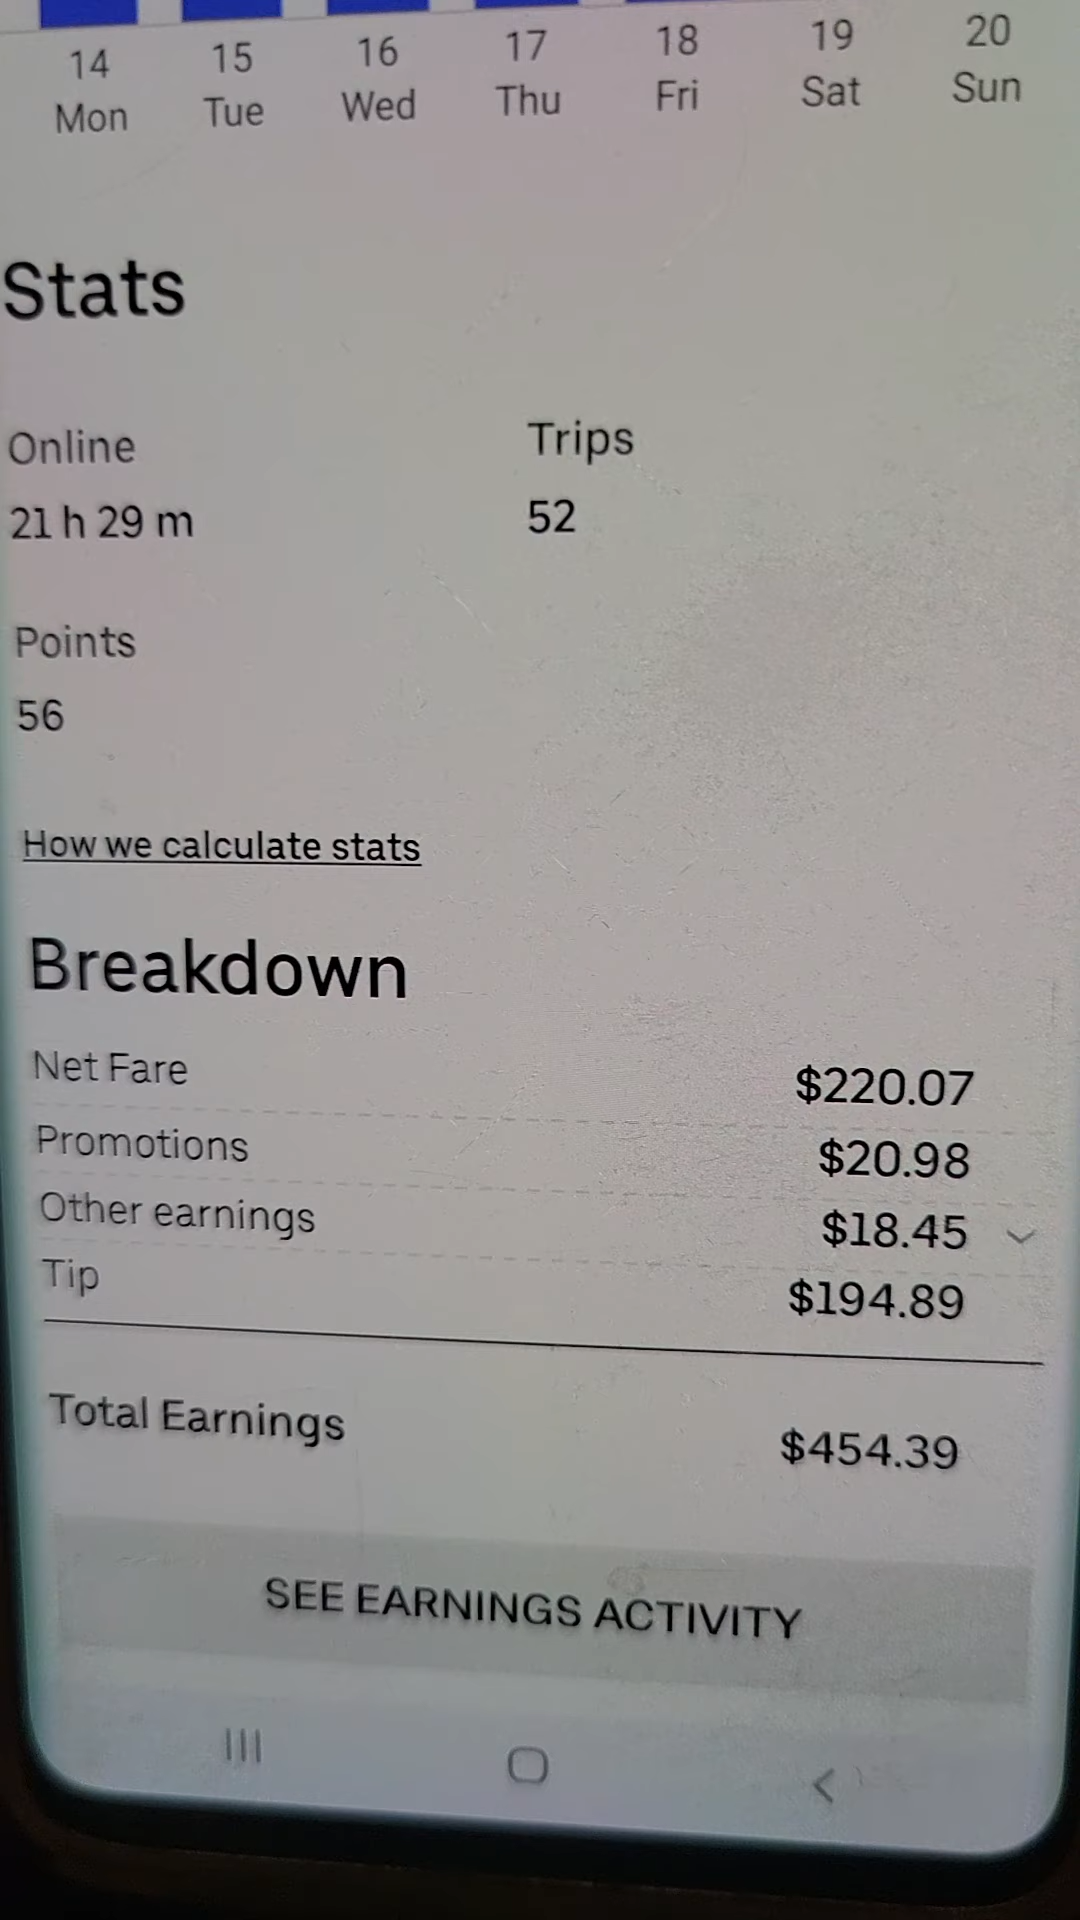 14 15 16 17 18 19 20
Mon Tue Wed Thu Fri Sat Sun
Stats
Online Trips
21 h 29 m 52
Points
56
How we calculate stats
Breakdown
Net Fare $220.07
Promotions $20.98
Other earnings $18.45
Tip $194.89
Total Earnings $454.39
SEE EARNINGS ACTIVITY